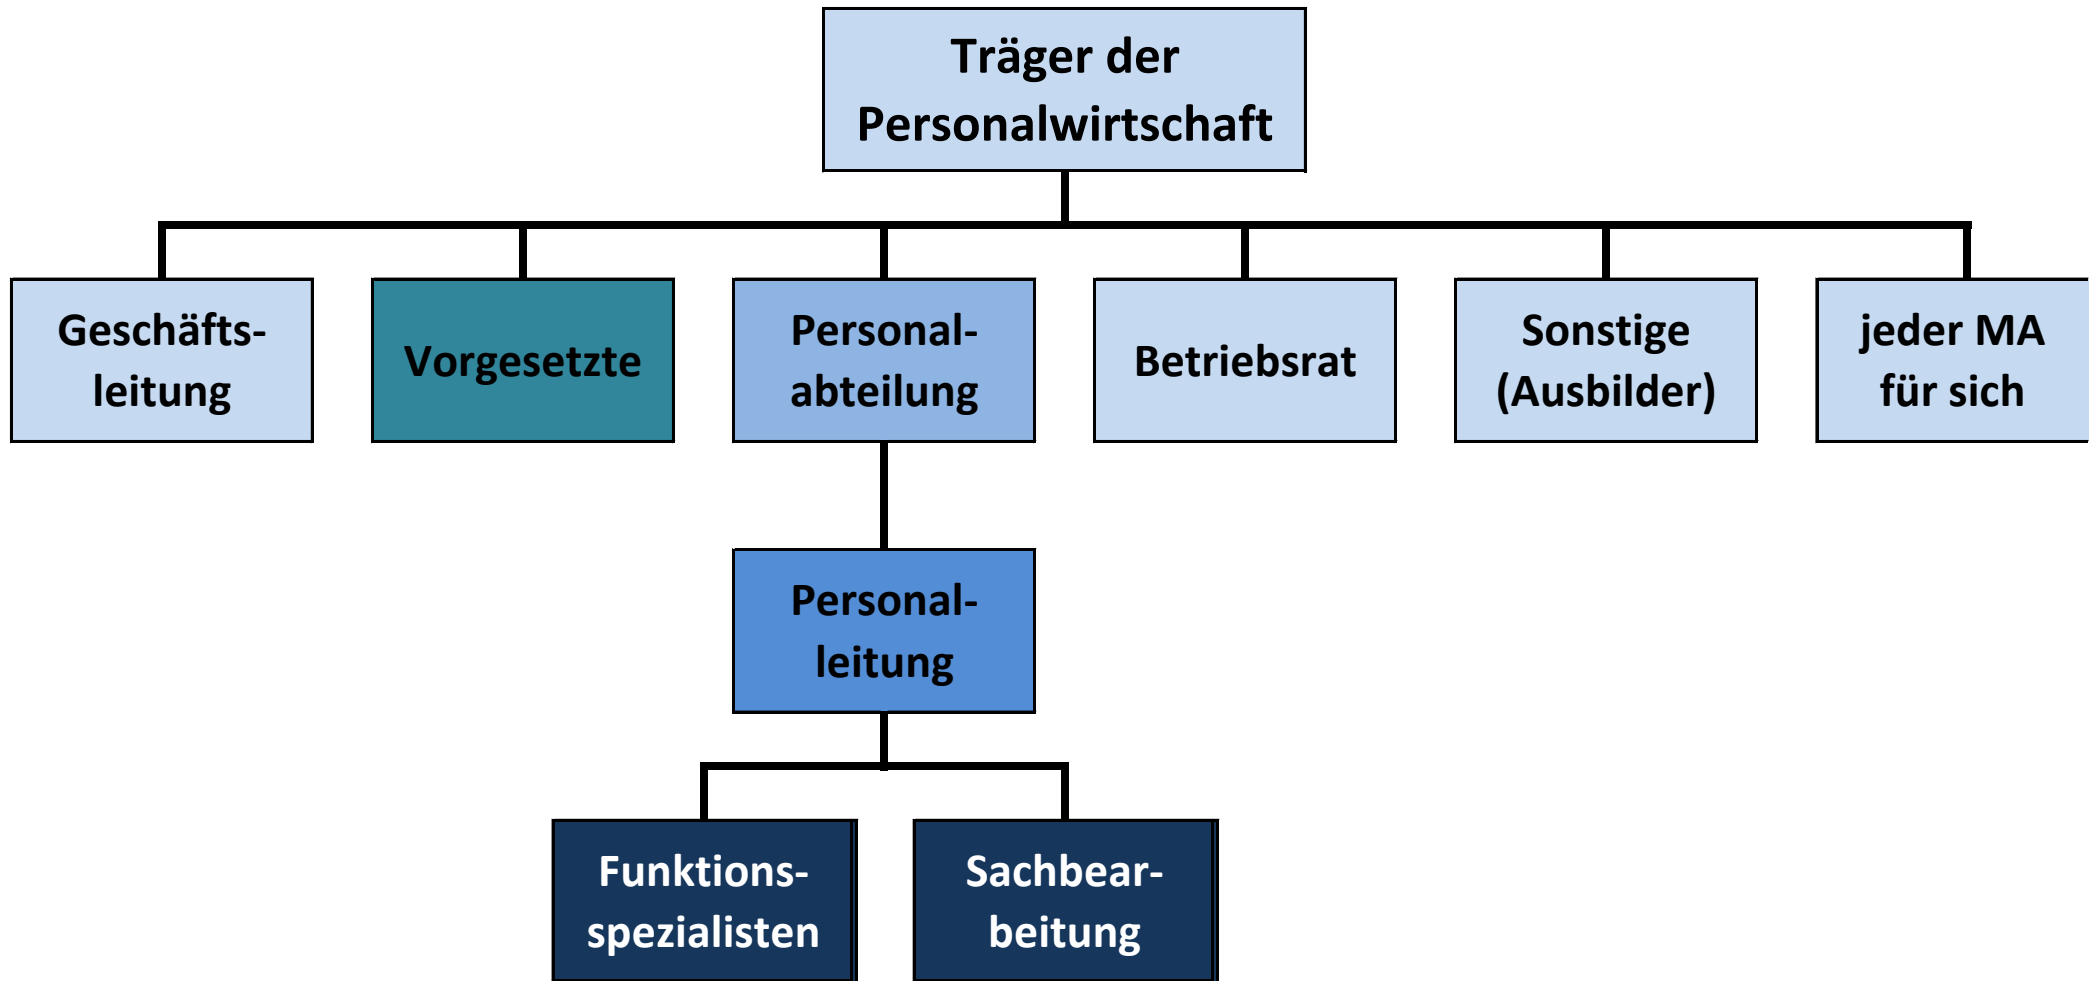 Träger der
Personalwirtschaft
Geschäfts-
leitung
Vorgesetzte
Personal-
abteilung
Betriebsrat
Sonstige
(Ausbilder)
jeder MA
für sich
Personal-
leitung
Funktions-
spezialisten
Sachbear-
beitung